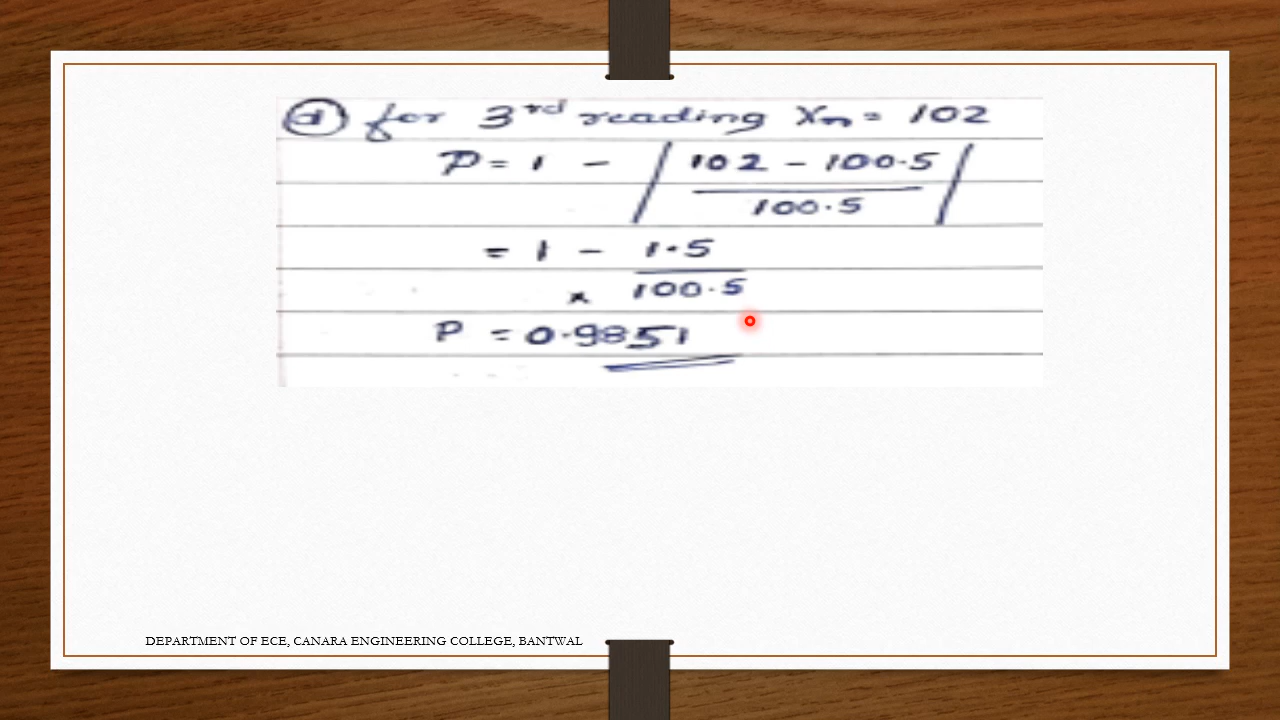 (d) for 3rd reading Xn = 102
P = 1 - | 102 - 100.5 / 100.5 |
= 1 - 1.5 / 100.5
P = 0.9851
DEPARTMENT OF ECE, CANARA ENGINEERING COLLEGE, BANTWAL